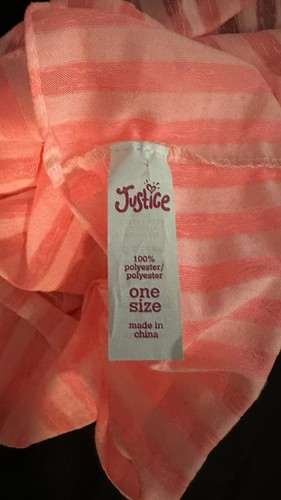 Justice
100%
polyester/
polyester
one
size
made in
china